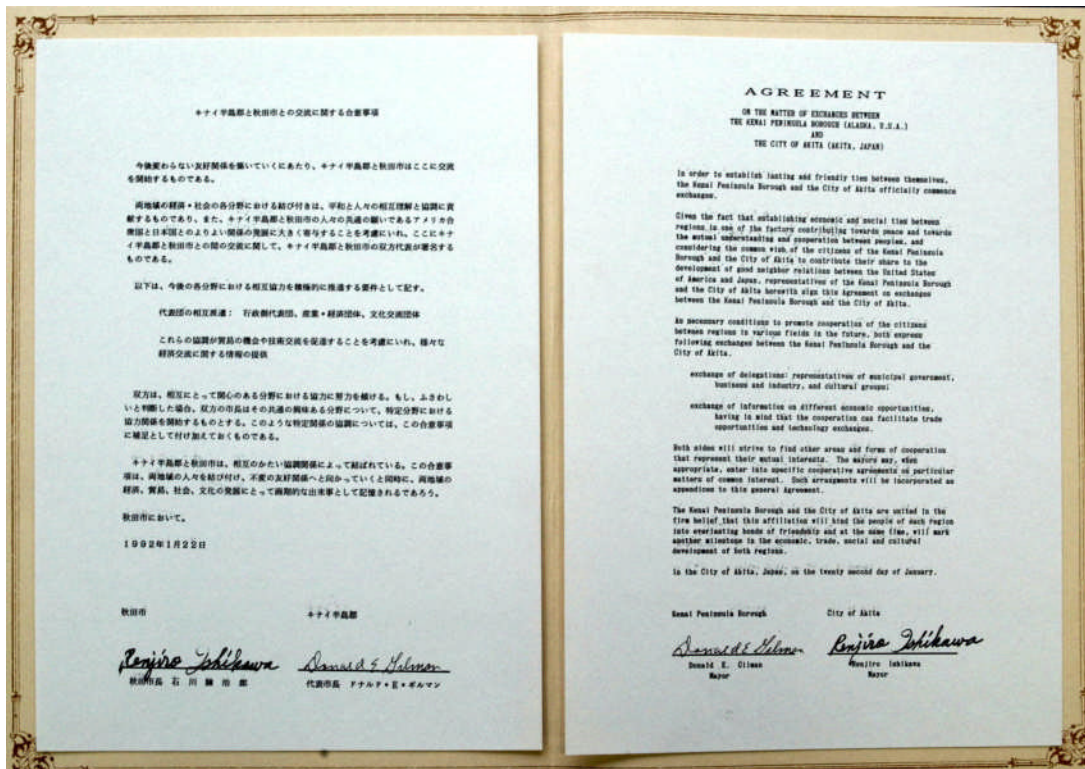 キナイ半島郡と秋田市との交流に関する合意事項
今後変わらない友好関係を築いていくにあたり、キナイ半島郡と秋田市はここに交流
を開始するものである。
両地域の経済・社会の各分野における結び付きは、平和と人々の相互理解と協調に貢
献するものであり、また、キナイ半島郡と秋田市の人々の共通の願いであるアメリカ合
衆国と日本国とのよりよい関係の発展に大きく寄与することを考慮にいれ、ここにキナ
イ半島郡と秋田市との間の交流に関して、キナイ半島郡と秋田市の双方代表が署名する
ものである。
以下は、今後の各分野における相互協力を積極的に推進する要件として記す。
代表団の相互派遣： 行政側代表団、産業・経済団体、文化交流団体
これらの協調が貿易の機会や技術交流を促進することを考慮にいれ、様々な
経済交流に関する情報の提供
双方は、相互にとって関心のある分野における協力に努力を傾ける。もし、ふさわし
いと判断した場合、双方の市長はその共通の興味ある分野について、特定分野における
協力関係を開始するものとする。このような特定関係の協調については、この合意事項
に補足として付け加えておくものである。
キナイ半島郡と秋田市は、相互のかたい協調関係によって結ばれている。この合意事
項は、両地域の人々を結び付け、不変の友好関係へと向かっていくと同時に、両地域の
経済、貿易、社会、文化の発展にとって画期的な出来事として記憶されるであろう。
秋田市において。
1992年1月22日
秋田市 キナイ半島郡
Renjiro Ishikawa Donald E Gilman
秋田市長 石川錬治郎 代表市長 ドナルド・E・ギルマン
AGREEMENT
ON THE MATTER OF EXCHANGES BETWEEN
THE KENAI PENINSULA BOROUGH (ALASKA, U.S.A.)
AND
THE CITY OF AKITA (AKITA, JAPAN)
In order to establish lasting and friendly ties between themselves,
the Kenai Peninsula Borough and the City of Akita officially commence
exchanges.
Given the fact that establishing economic and social ties between
regions is one of the factors contributing towards peace and towards
the mutual understanding and cooperation between peoples, and
considering the common wish of the citizens of the Kenai Peninsula
Borough and the City of Akita to contribute their share to the
development of good neighbor relations between the United States
of America and Japan, representatives of the Kenai Peninsula Borough
and the City of Akita herewith sign this Agreement on exchanges
between the Kenai Peninsula Borough and the City of Akita.
As necessary conditions to promote cooperation of the citizens
between regions in various fields in the future, both express
following exchanges between the Kenai Peninsula Borough and the
City of Akita.
exchange of delegations: representatives of municipal government,
business and industry, and cultural groups;
exchange of information on different economic opportunities,
having in mind that the cooperation can facilitate trade
opportunities and technology exchanges.
Both sides will strive to find other areas and forms of cooperation
that represent their mutual interests. The mayors may, when
appropriate, enter into specific cooperative agreements on particular
matters of common interest. Such arrangements will be incorporated as
appendices to this general Agreement.
The Kenai Peninsula Borough and the City of Akita are united in the
firm belief that this affiliation will bind the people of each region
into everlasting bonds of friendship and at the same time, will mark
another milestone in the economic, trade, social and cultural
development of both regions.
in the City of Akita, Japan, on the twenty second day of January.
Kenai Peninsula Borough City of Akita
Donald E Gilman Renjiro Ishikawa
Donald E. Gilman Renjiro Ishikawa
Mayor Mayor